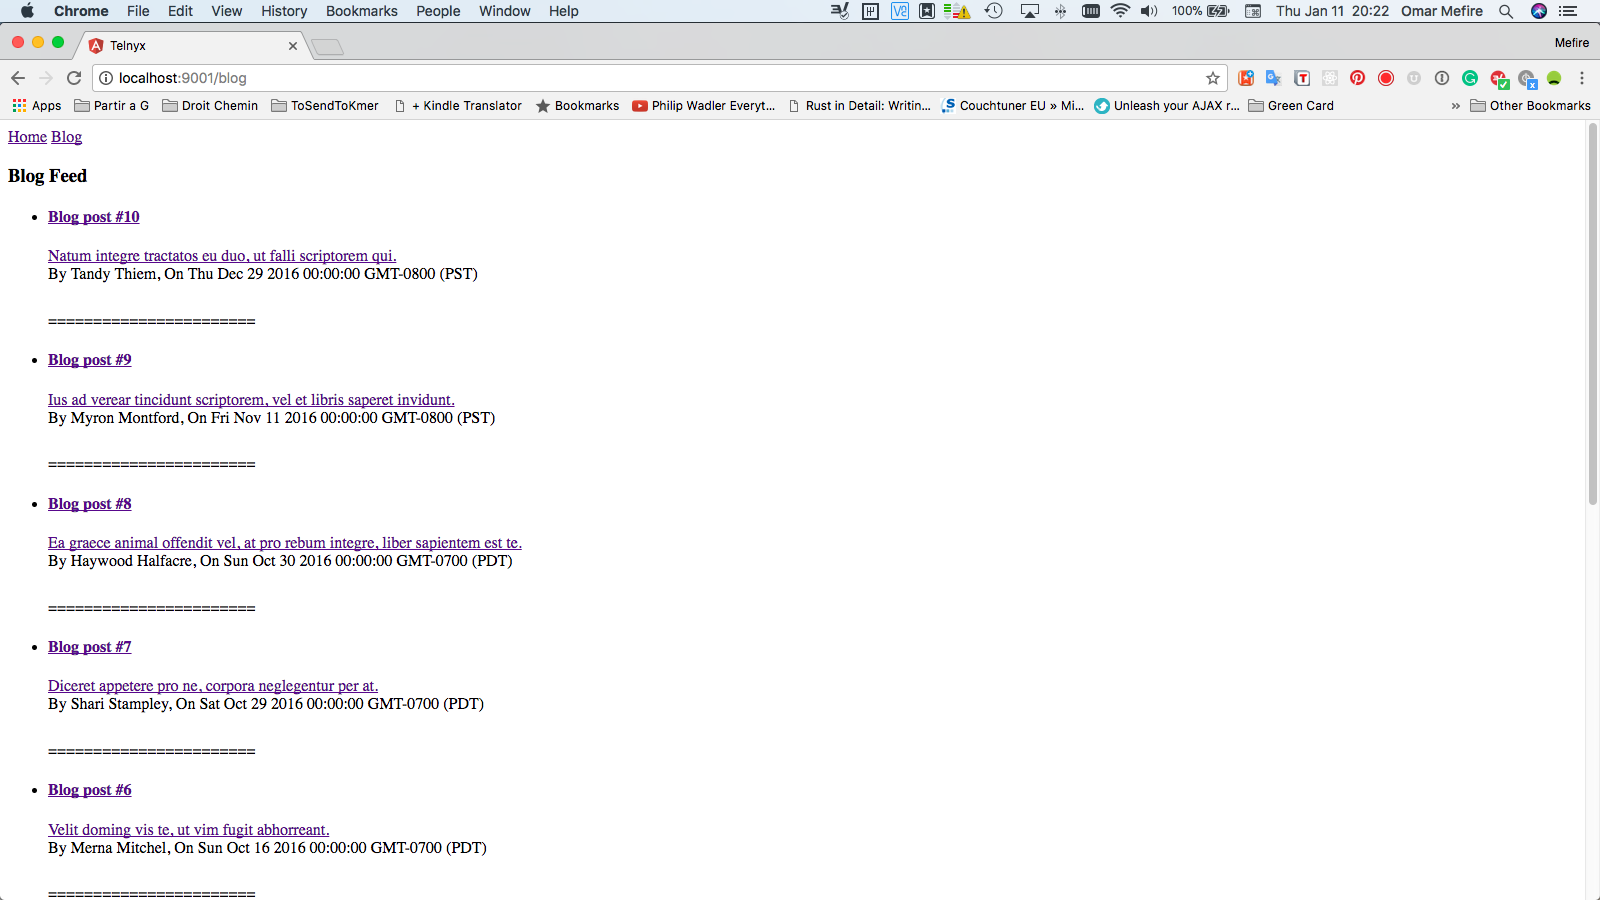 Chrome File Edit View History Bookmarks People Window Help 100% Thu Jan 11 20:22 Omar Mefire
Telnyx Mefire
localhost:9001/blog
Apps Partir a G Droit Chemin ToSendToKmer + Kindle Translator Bookmarks Philip Wadler Everyt... Rust in Detail: Writin... Couchtuner EU » Mi... Unleash your AJAX r... Green Card » Other Bookmarks
Home Blog
Blog Feed
Blog post #10
Natum integre tractatos eu duo, ut falli scriptorem qui.
By Tandy Thiem, On Thu Dec 29 2016 00:00:00 GMT-0800 (PST)
=======================
Blog post #9
Ius ad verear tincidunt scriptorem, vel et libris saperet invidunt.
By Myron Montford, On Fri Nov 11 2016 00:00:00 GMT-0800 (PST)
=======================
Blog post #8
Ea graece animal offendit vel, at pro rebum integre, liber sapientem est te.
By Haywood Halfacre, On Sun Oct 30 2016 00:00:00 GMT-0700 (PDT)
=======================
Blog post #7
Diceret appetere pro ne, corpora neglegentur per at.
By Shari Stampley, On Sat Oct 29 2016 00:00:00 GMT-0700 (PDT)
=======================
Blog post #6
Velit doming vis te, ut vim fugit abhorreant.
By Merna Mitchel, On Sun Oct 16 2016 00:00:00 GMT-0700 (PDT)
=======================